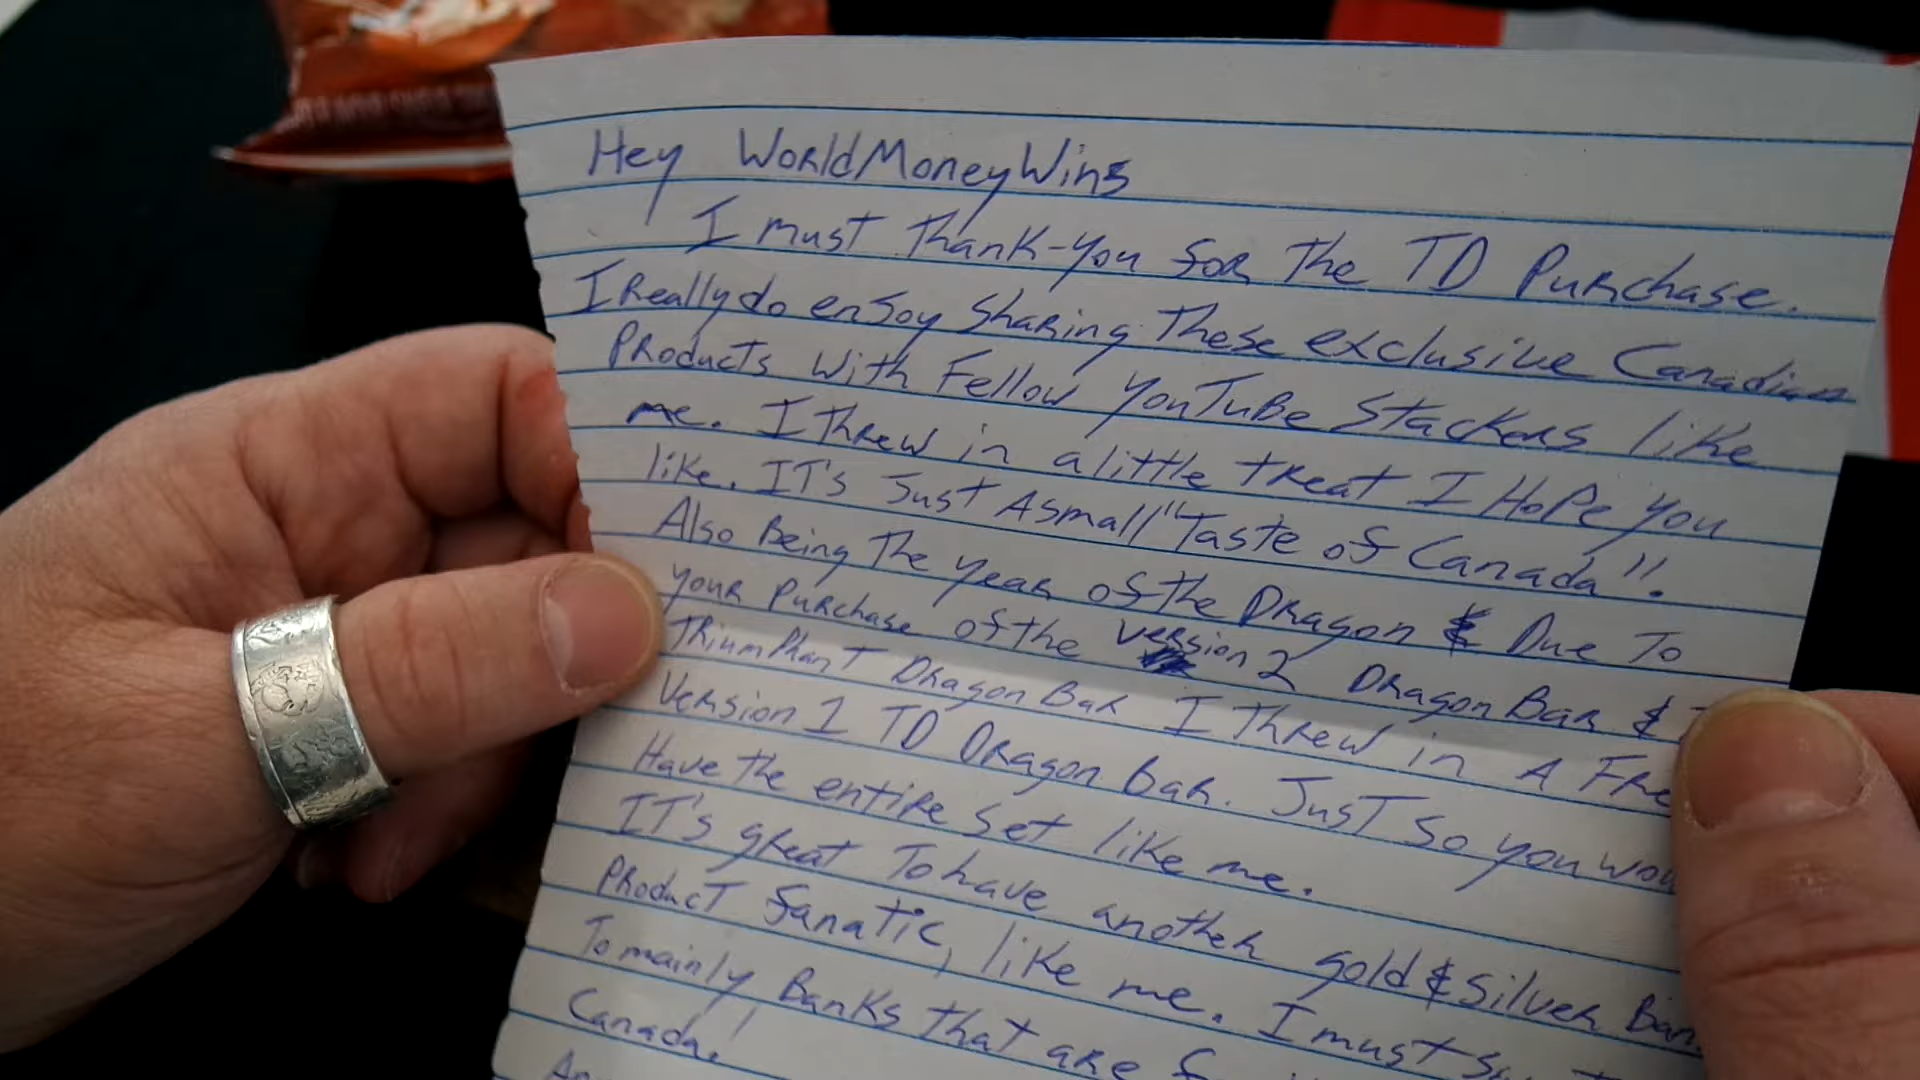 Hey WorldMoneyWins
I must thank-you for the TD Purchase.
I Really do enjoy sharing these exclusive Canadian
Products with Fellow YouTube Stackers like
me. I threw in a little treat I Hope you
like. IT's Just A small "Taste of Canada".
Also Being The year of the Dragon & Due To
your Purchase of the version 2 Dragon Bar &
Triumphant Dragon Bar I threw in A Fre
Version 1 TD Dragon bar. Just so you wou
Have the entire set like me.
IT's great To have another gold & Silver Bar
Product fanatic, like me. I must
To mainly Banks that are
Canada!